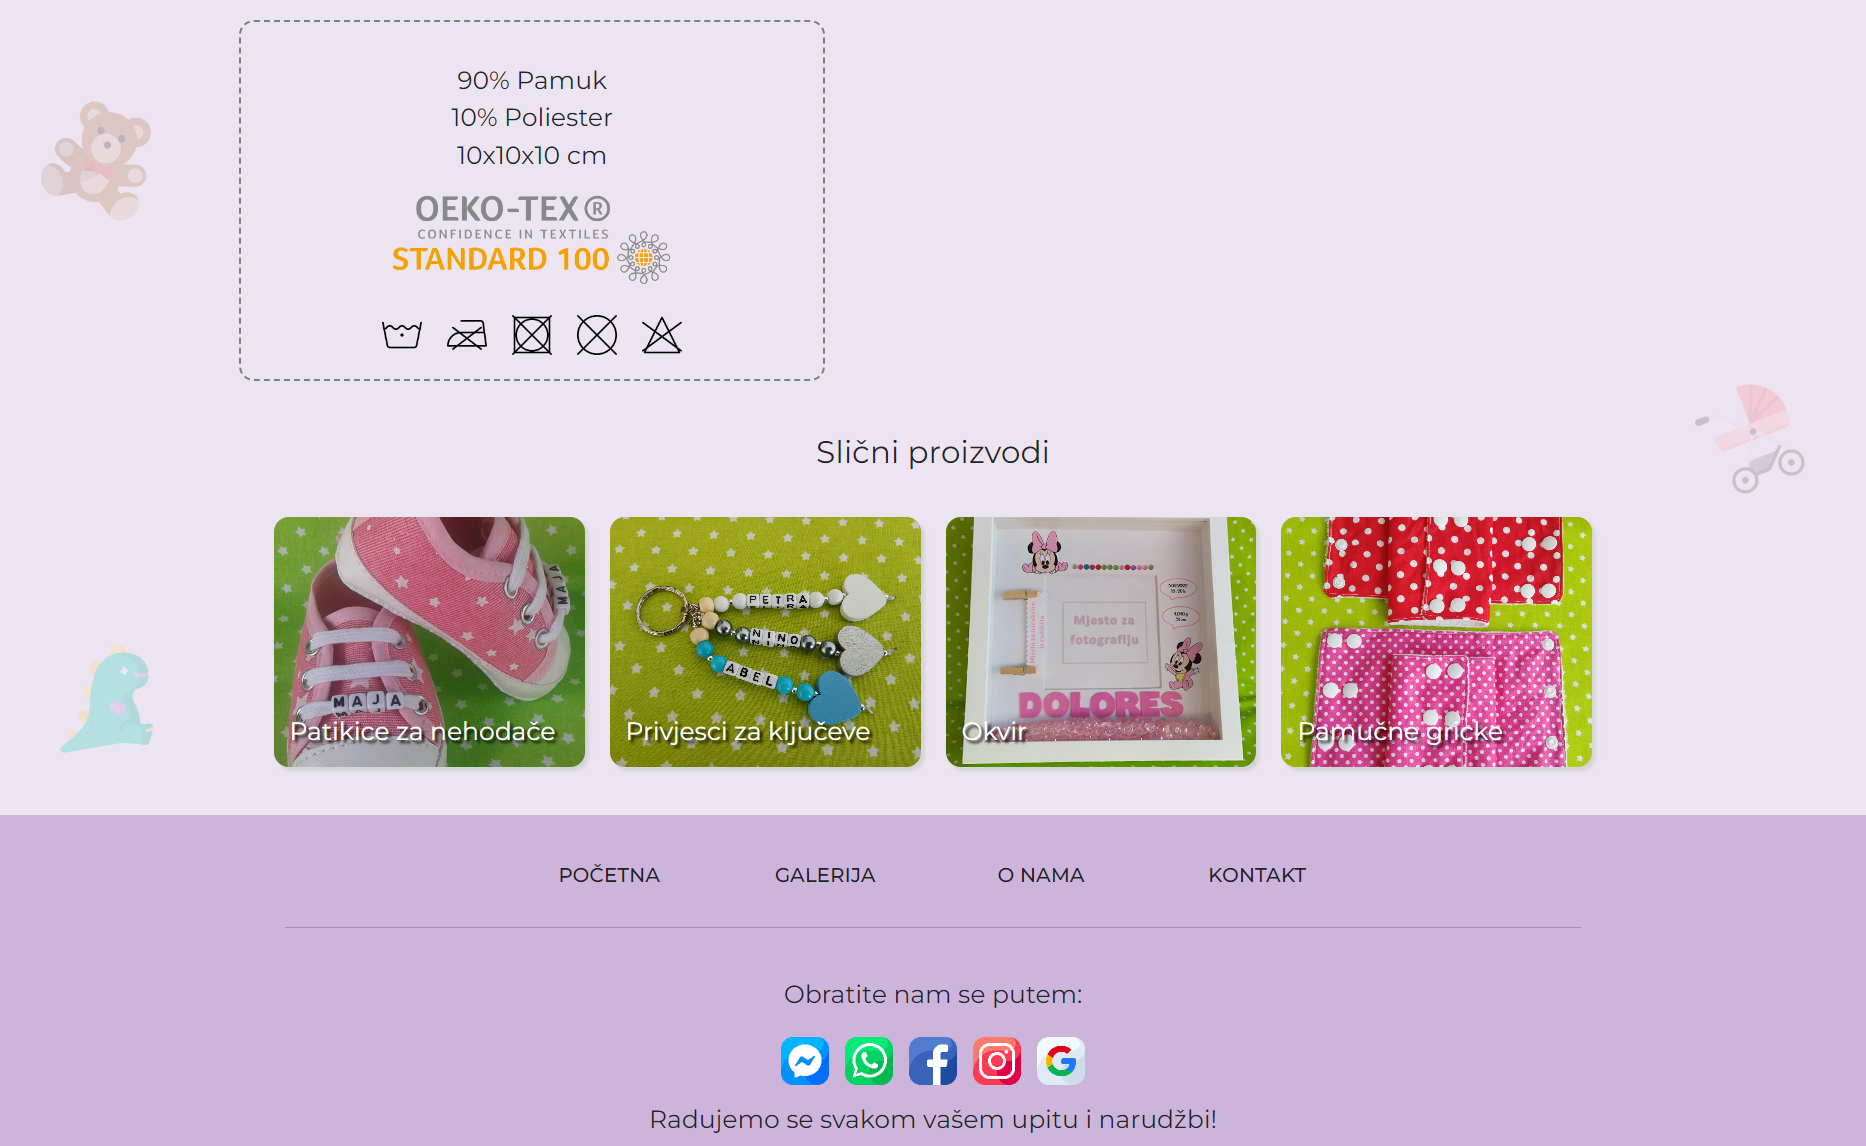 90% Pamuk
10% Poliester
10x10x10 cm
OEKO-TEX®
CONFIDENCE IN TEXTILES
STANDARD 100
Slični proizvodi
MAJA
MAJA
Patikice za nehodače
PETRA
NINO
ABEL
Privjesci za ključeve
Mjesto za
fotografiju
DOLORES
Okvir
Pamučne gricke
POČETNA
GALERIJA
O NAMA
KONTAKT
Obratite nam se putem:
Radujemo se svakom vašem upitu i narudžbi!